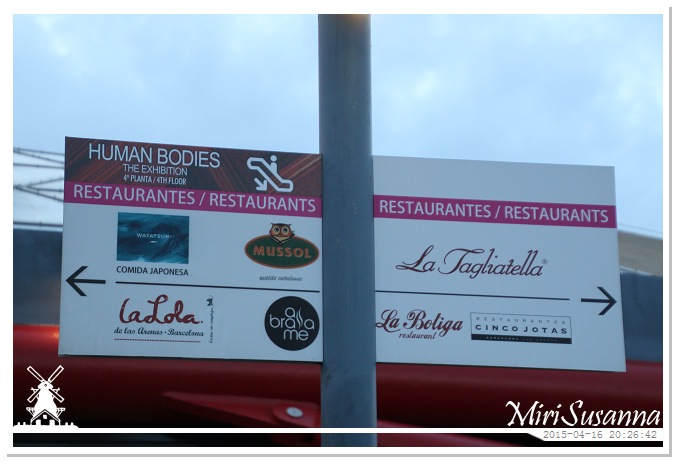 HUMAN BODIES
THE EXHIBITION
4ª PLANTA / 4TH FLOOR
RESTAURANTES / RESTAURANTS
WATATSUMI
COMIDA JAPONESA
MUSSOL
LaLola.
de las Arenas - Barcelona
a
brasa
me
RESTAURANTES / RESTAURANTS
La Tagliatella®
La Botiga
restaurant
RESTAURANTES
CINCO JOTAS
MiriSusanna
2015-04-16 20:26:42